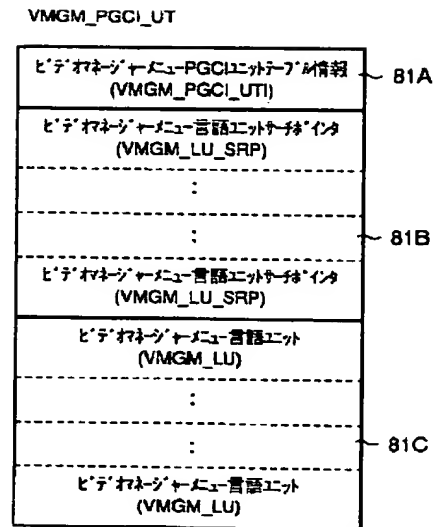 VMGM_PGCI_UT
ﾋﾞﾃﾞｵﾏﾈｰｼﾞｬｰﾒﾆｭｰPGCIﾕﾆｯﾄﾃｰﾌﾞﾙ情報
(VMGM_PGCI_UTI)
81A
ﾋﾞﾃﾞｵﾏﾈｰｼﾞｬｰﾒﾆｭｰ言語ﾕﾆｯﾄｻｰﾁﾎﾟｲﾝﾀ
(VMGM_LU_SRP)
:
:
81B
ﾋﾞﾃﾞｵﾏﾈｰｼﾞｬｰﾒﾆｭｰ言語ﾕﾆｯﾄｻｰﾁﾎﾟｲﾝﾀ
(VMGM_LU_SRP)
ﾋﾞﾃﾞｵﾏﾈｰｼﾞｬｰﾒﾆｭｰ言語ﾕﾆｯﾄ
(VMGM_LU)
:
:
81C
ﾋﾞﾃﾞｵﾏﾈｰｼﾞｬｰﾒﾆｭｰ言語ﾕﾆｯﾄ
(VMGM_LU)